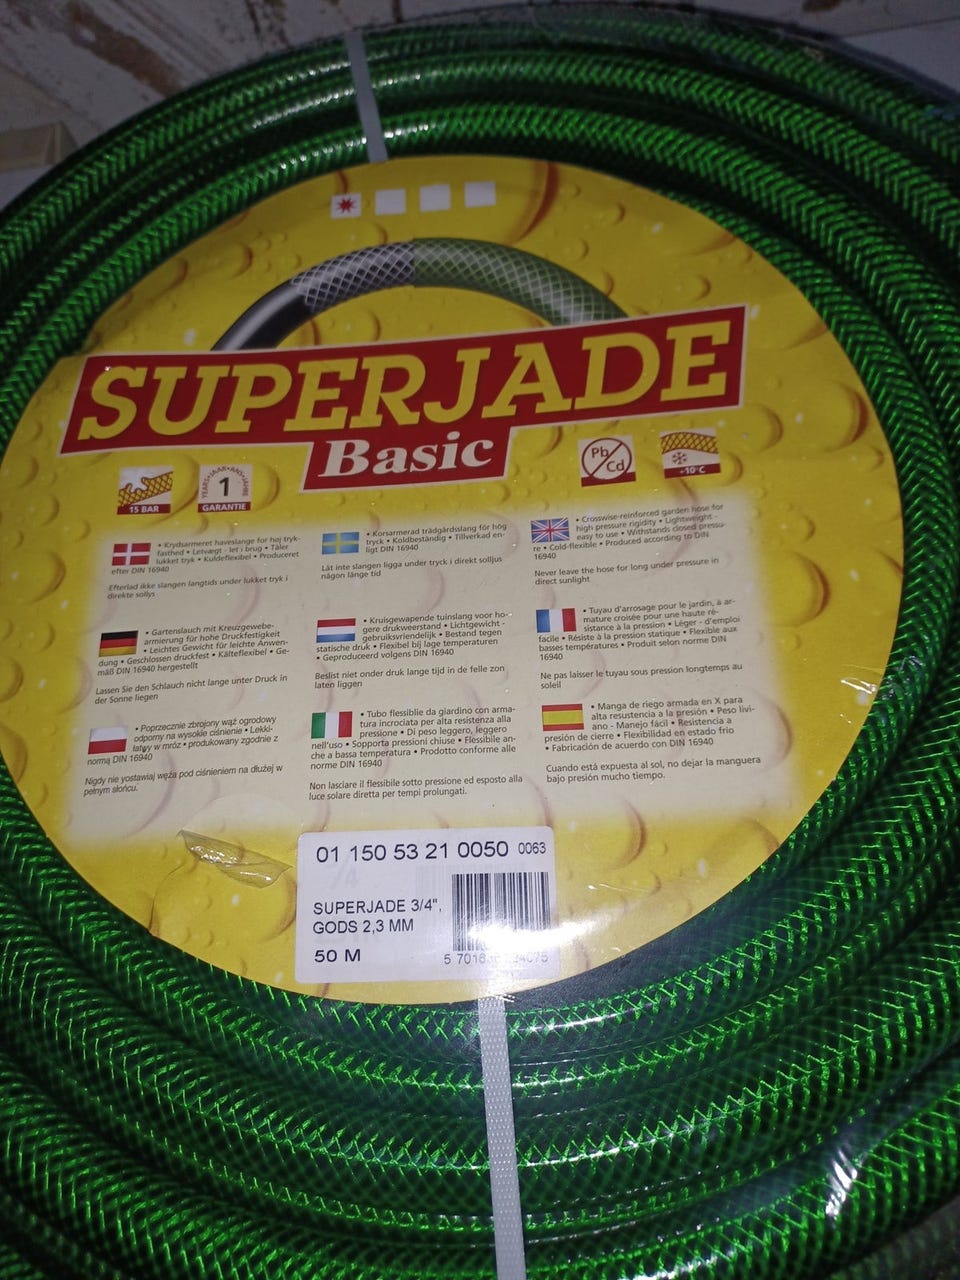 SUPERJADE
Basic
15 BAR
YEARS•JAAR•ANS•JAHRE
1
GARANTIE
Pb
Cd
-10°C
• Krydsarmeret haveslange for høj tryk-
fasthed • Letvægt - let i brug • Tåler
lukket tryk • Kuldefleksibel • Produceret
efter DIN 16940
Efterlad ikke slangen langtids under lukket tryk i
direkte sollys
• Korsarmerad trädgårdsslang för hög
tryck • Koldbeständig • Tillverkad en-
ligt DIN 16940
Låt inte slangen ligga under tryck i direkt solljus
någon länge tid
• Crosswise-reinforced garden hose for
high pressure rigidity • Lightweight -
easy to use • Withstands closed pressu-
re • Cold-flexible • Produced according to DIN
16940
Never leave the hose for long under pressure in
direct sunlight
• Gartenslauch mit Kreuzgewebe-
armierung für hohe Druckfestigkeit
• Leichtes Gewicht für leichte Anwen-
dung • Geschlossen druckfest • Kälteflexibel • Ge-
mäß DIN 16940 hergestellt
Lassen Sie den Schlauch nicht lange unter Druck in
der Sonne liegen
• Kruisgewapende tuinslang voor ho-
gere drukweerstand • Lichtgewicht -
gebruiksvriendelijk • Bestand tegen
statische druk • Flexibel bij lage temperaturen
• Geproduceerd volgens DIN 16940
Beslist niet onder druk lange tijd in de felle zon
laten liggen
• Tuyau d'arrosage pour le jardin, à ar-
mature croisée pour une haute ré-
sistance à la pression • Léger - d'emploi
facile • Résiste à la pression statique • Flexible aux
basses températures • Produit selon norme DIN
16940
Ne pas laisser le tuyau sous pression longtemps au
soleil
• Poprzecznie zbrojony wąż ogrodowy
odporny na wysokie ciśnienie • Lekki-
łatwy w mróz • produkowany zgodnie z
normą DIN 16940
Nigdy nie yostawiaj węża pod ciśnieniem na dłużej w
pełnym słońcu.
• Tubo flessiblie da giardino con arma-
tura incrociata per alta resistenza alla
pressione • Di peso leggero, leggero
nell'uso • Sopporta pressioni chiuse • Flessibile an-
che a bassa temperatura • Prodotto conforme alle
norme DIN 16940
Non lasciare il flessibile sotto pressione ed esposto alla
luce solare diretta per tempi prolungati.
• Manga de riego armada en X para
alta resustencia a la presión • Peso livi-
ano - Manejo fácil • Resistencia a
presión de cierre • Flexibilidad en estado frio
• Fabricación de acuerdo con DIN 16940
Cuando está expuesta al sol, no dejar la manguera
bajo presión mucho tiempo.
01 150 53 21 0050 0063
SUPERJADE 3/4",
GODS 2,3 MM
50 M